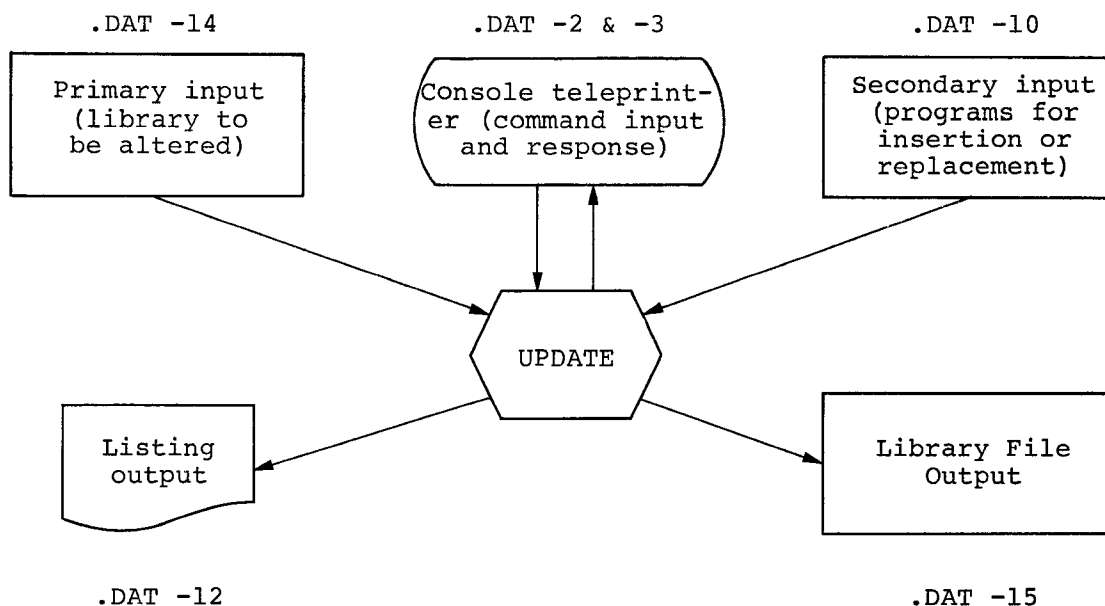 .DAT -14
.DAT -2 & -3
.DAT -10
Primary input
(library to
be altered)
Console teleprint-
er (command input
and response)
Secondary input
(programs for
insertion or
replacement)
UPDATE
Listing
output
Library File
Output
.DAT -12
.DAT -15